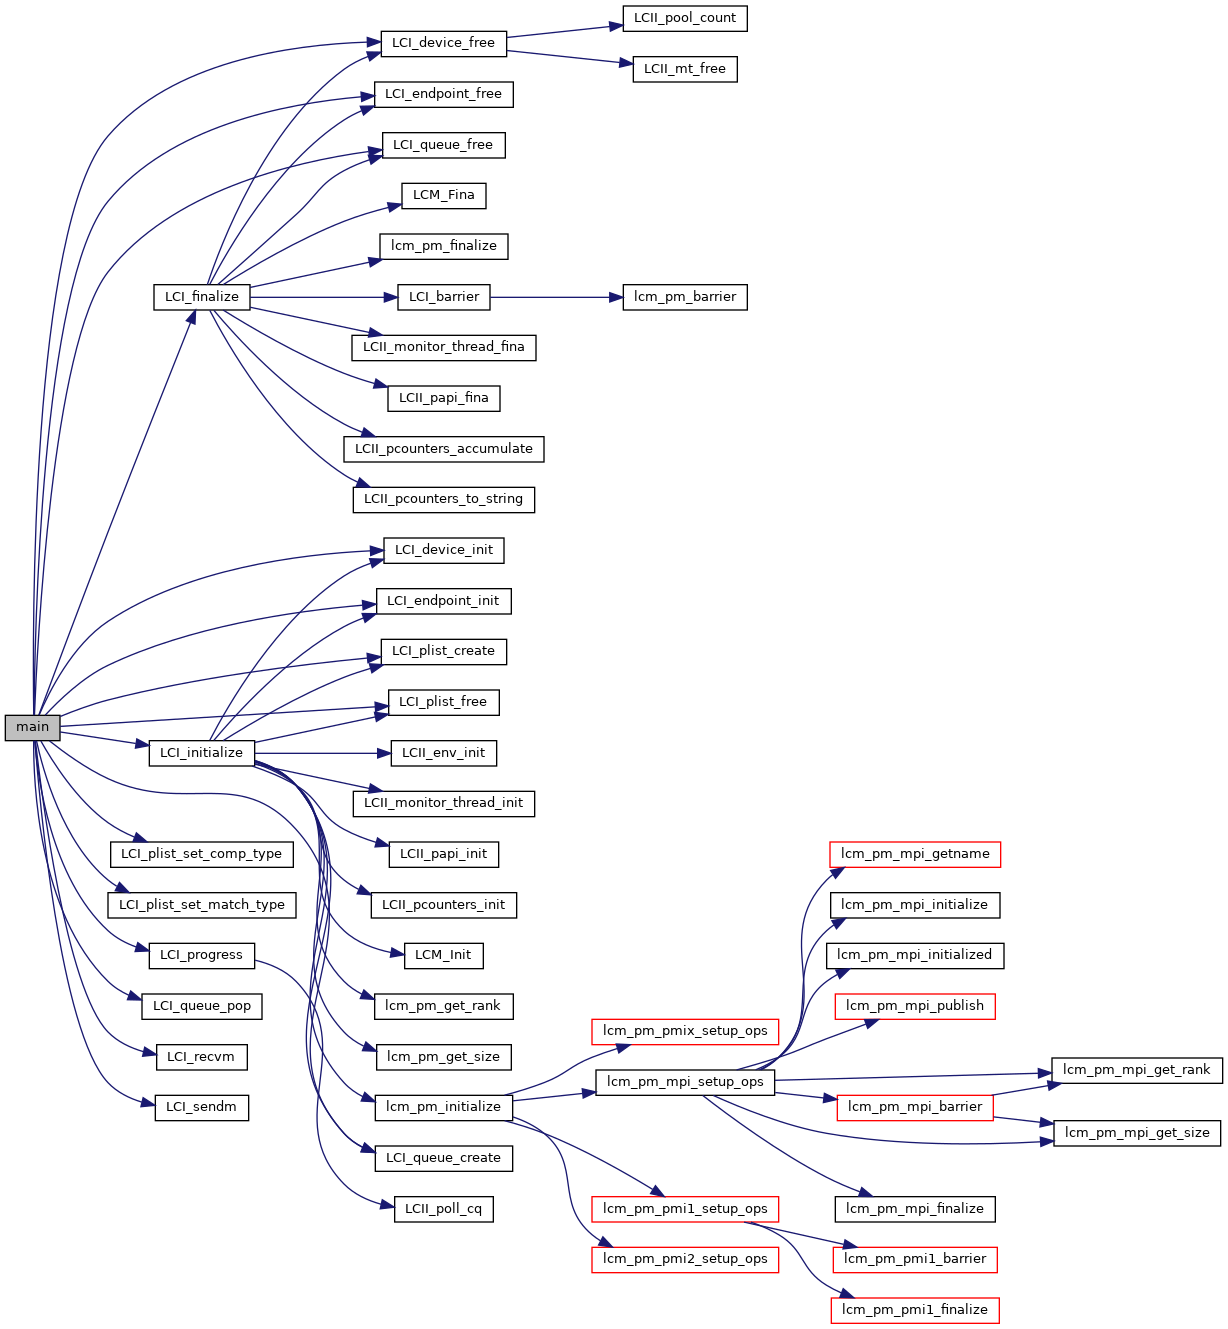 LCII_pool_count
LCI_device_free
LCII_mt_free
LCI_endpoint_free
LCI_queue_free
LCM_Fina
lcm_pm_finalize
LCI_finalize
LCI_barrier
lcm_pm_barrier
LCII_monitor_thread_fina
LCII_papi_fina
LCII_pcounters_accumulate
LCII_pcounters_to_string
LCI_device_init
LCI_endpoint_init
LCI_plist_create
LCI_plist_free
main
LCI_initialize
LCII_env_init
LCII_monitor_thread_init
LCI_plist_set_comp_type
LCII_papi_init
lcm_pm_mpi_getname
LCI_plist_set_match_type
LCII_pcounters_init
lcm_pm_mpi_initialize
LCI_progress
LCM_Init
lcm_pm_mpi_initialized
LCI_queue_pop
lcm_pm_get_rank
lcm_pm_mpi_publish
lcm_pm_pmix_setup_ops
LCI_recvm
lcm_pm_get_size
lcm_pm_mpi_get_rank
lcm_pm_mpi_setup_ops
LCI_sendm
lcm_pm_initialize
lcm_pm_mpi_barrier
lcm_pm_mpi_get_size
LCI_queue_create
LCII_poll_cq
lcm_pm_pmi1_setup_ops
lcm_pm_mpi_finalize
lcm_pm_pmi2_setup_ops
lcm_pm_pmi1_barrier
lcm_pm_pmi1_finalize